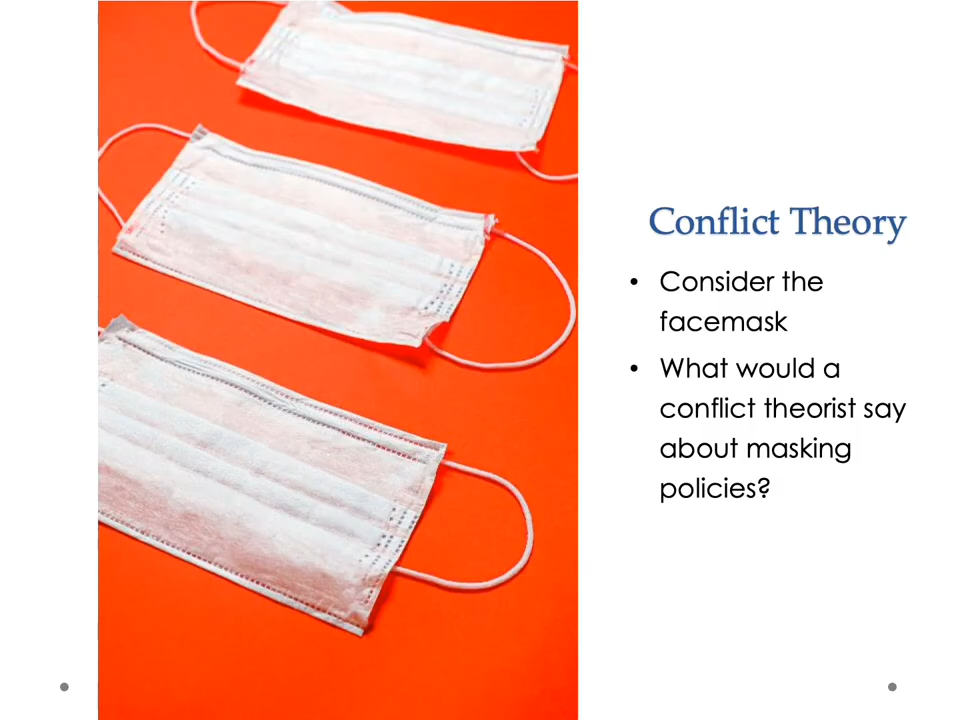 Conflict Theory
• Consider the
facemask
• What would a
conflict theorist say
about masking
policies?